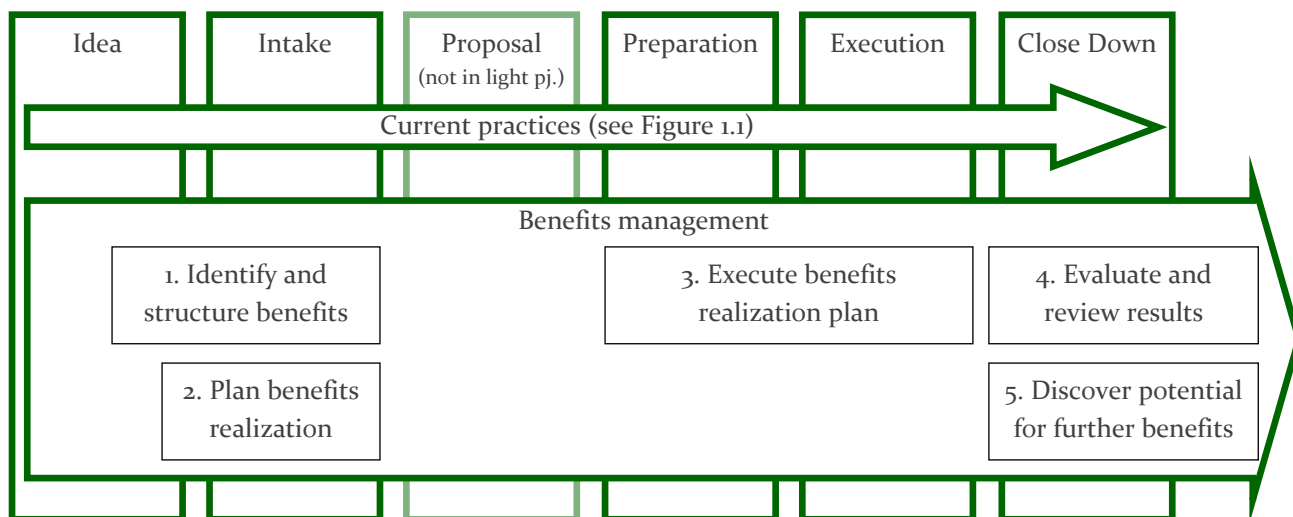 Idea
Intake
Proposal
(not in light pj.)
Preparation
Execution
Close Down
Current practices (see Figure 1.1)
Benefits management
1. Identify and
structure benefits
2. Plan benefits
realization
3. Execute benefits
realization plan
4. Evaluate and
review results
5. Discover potential
for further benefits